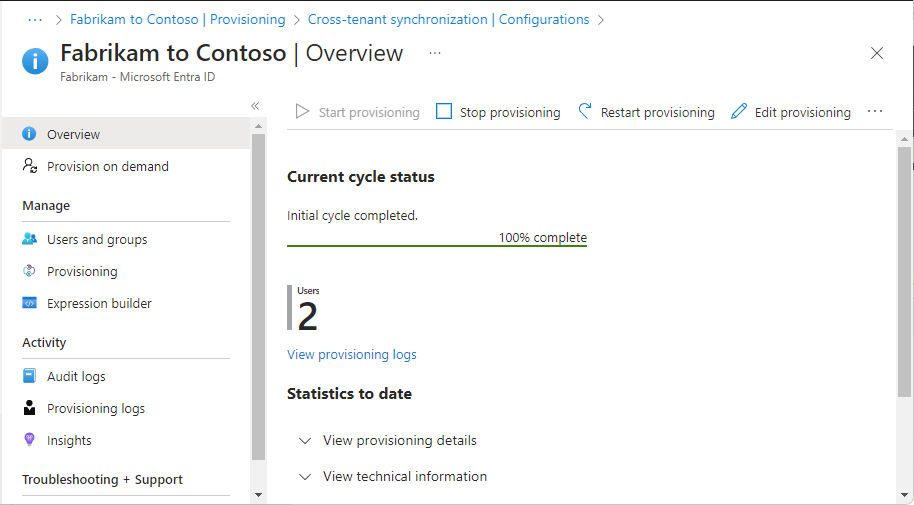 ··· > Fabrikam to Contoso | Provisioning > Cross-tenant synchronization | Configurations >
Fabrikam to Contoso | Overview ···
Fabrikam - Microsoft Entra ID
Overview
Provision on demand
Manage
Users and groups
Provisioning
Expression builder
Activity
Audit logs
Provisioning logs
Insights
Troubleshooting + Support
Start provisioning Stop provisioning Restart provisioning Edit provisioning ···
Current cycle status
Initial cycle completed.
100% complete
Users
2
View provisioning logs
Statistics to date
View provisioning details
View technical information